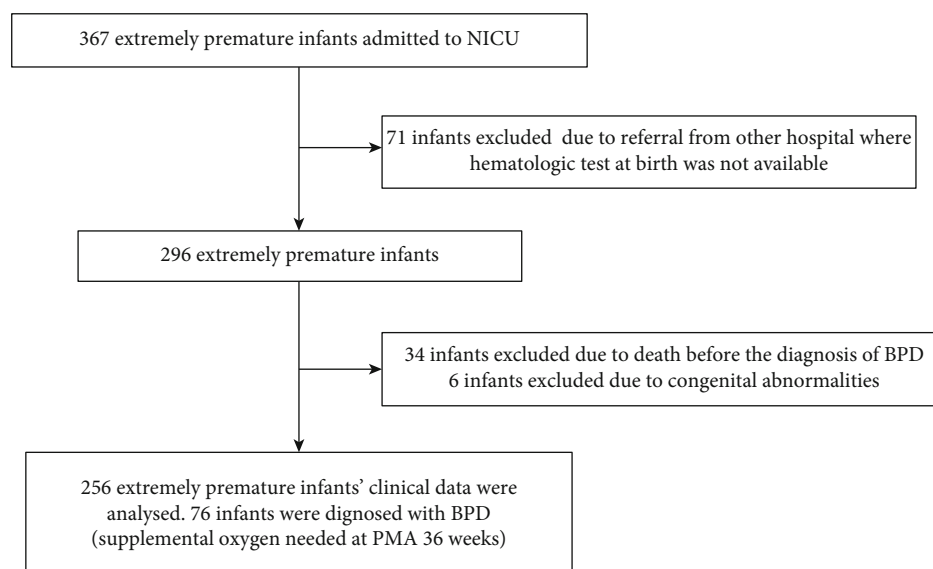 367 extremely premature infants admitted to NICU
71 infants excluded due to referral from other hospital where
hematologic test at birth was not available
296 extremely premature infants
34 infants excluded due to death before the diagnosis of BPD
6 infants excluded due to congenital abnormalities
256 extremely premature infants' clinical data were
analysed. 76 infants were dignosed with BPD
(supplemental oxygen needed at PMA 36 weeks)